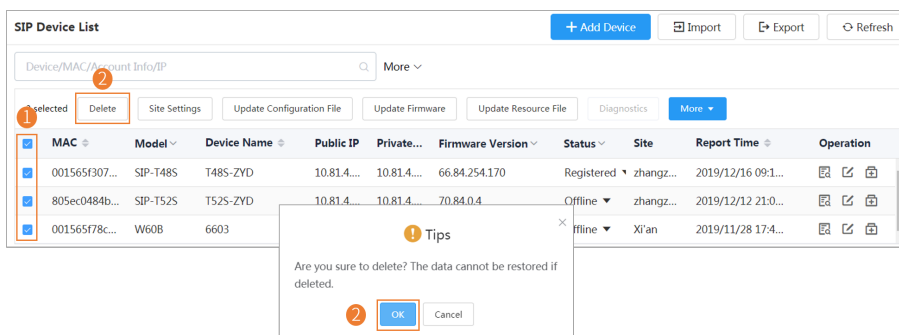 SIP Device List
+ Add Device
Import
Export
Refresh
Device/MAC/Account Info/IP
More
2
selected
Delete
Site Settings
Update Configuration File
Update Firmware
Update Resource File
Diagnostics
More
1
MAC Model Device Name Public IP Private... Firmware Version Status Site Report Time Operation
001565f307... SIP-T48S T48S-ZYD 10.81.4.... 10.81.4.... 66.84.254.170 Registered zhangz... 2019/12/16 09:1...
805ec0484b... SIP-T52S T52S-ZYD 10.81.4.... 10.81.4.... 70.84.0.4 Offline zhangz... 2019/12/12 21:0...
001565f78c... W60B 6603 ffline Xi'an 2019/11/28 17:4...
Tips
Are you sure to delete? The data cannot be restored if
deleted.
2
OK
Cancel